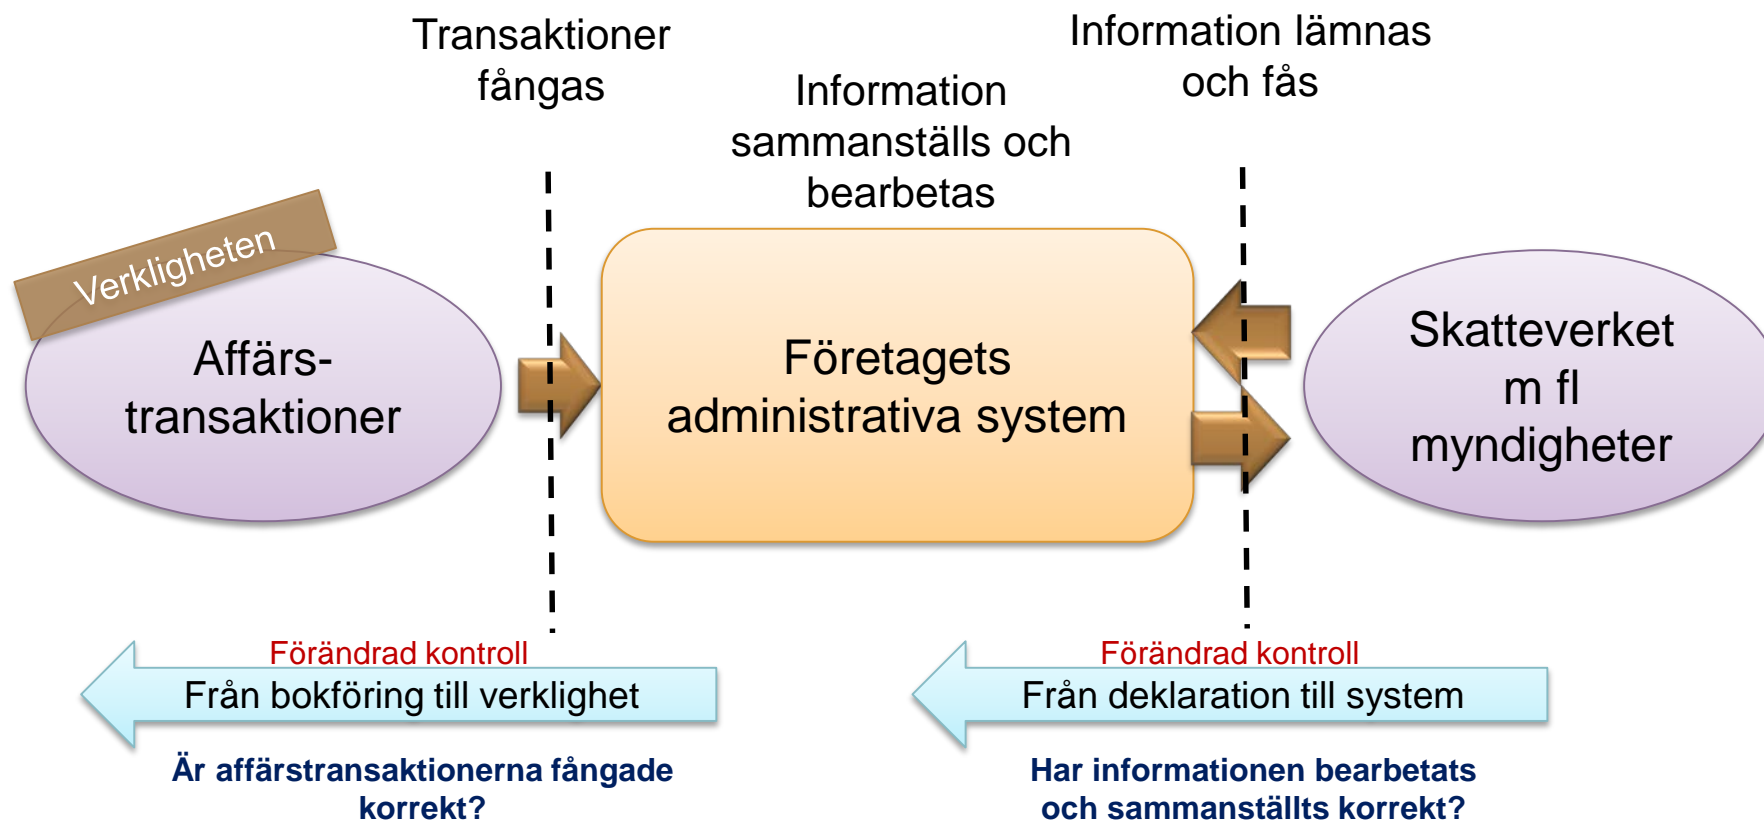 Transaktioner
fångas
Information
sammanställs och
bearbetas
Information lämnas
och fås
Verkligheten
Affärs-
transaktioner
Företagets
administrativa system
Skatteverket
m fl
myndigheter
Förändrad kontroll
Från bokföring till verklighet
Är affärstransaktionerna fångade
korrekt?
Förändrad kontroll
Från deklaration till system
Har informationen bearbetats
och sammanställts korrekt?